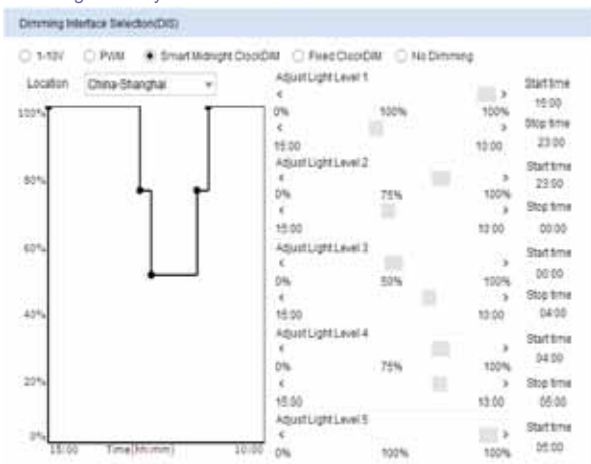 Dimming Interface Selection(DIS)
1-10V PWM Smart Midnight ClockDIM Fixed ClockDIM No Dimming
Location China-Shanghai
100%
80%
60%
40%
20%
0%
15:00 Time(hh:mm) 10:00
Adjust Light Level 1
< >
0% 100% 100%
< >
15:00 10:00
Start time
15:00
Stop time
23:00
Adjust Light Level 2
< >
0% 75% 100%
< >
15:00 10:00
Start time
23:00
Stop time
00:00
Adjust Light Level 3
< >
0% 50% 100%
< >
15:00 10:00
Start time
00:00
Stop time
04:00
Adjust Light Level 4
< >
0% 75% 100%
< >
15:00 10:00
Start time
04:00
Stop time
05:00
Adjust Light Level 5
< >
0% 100% 100%
Start time
05:00